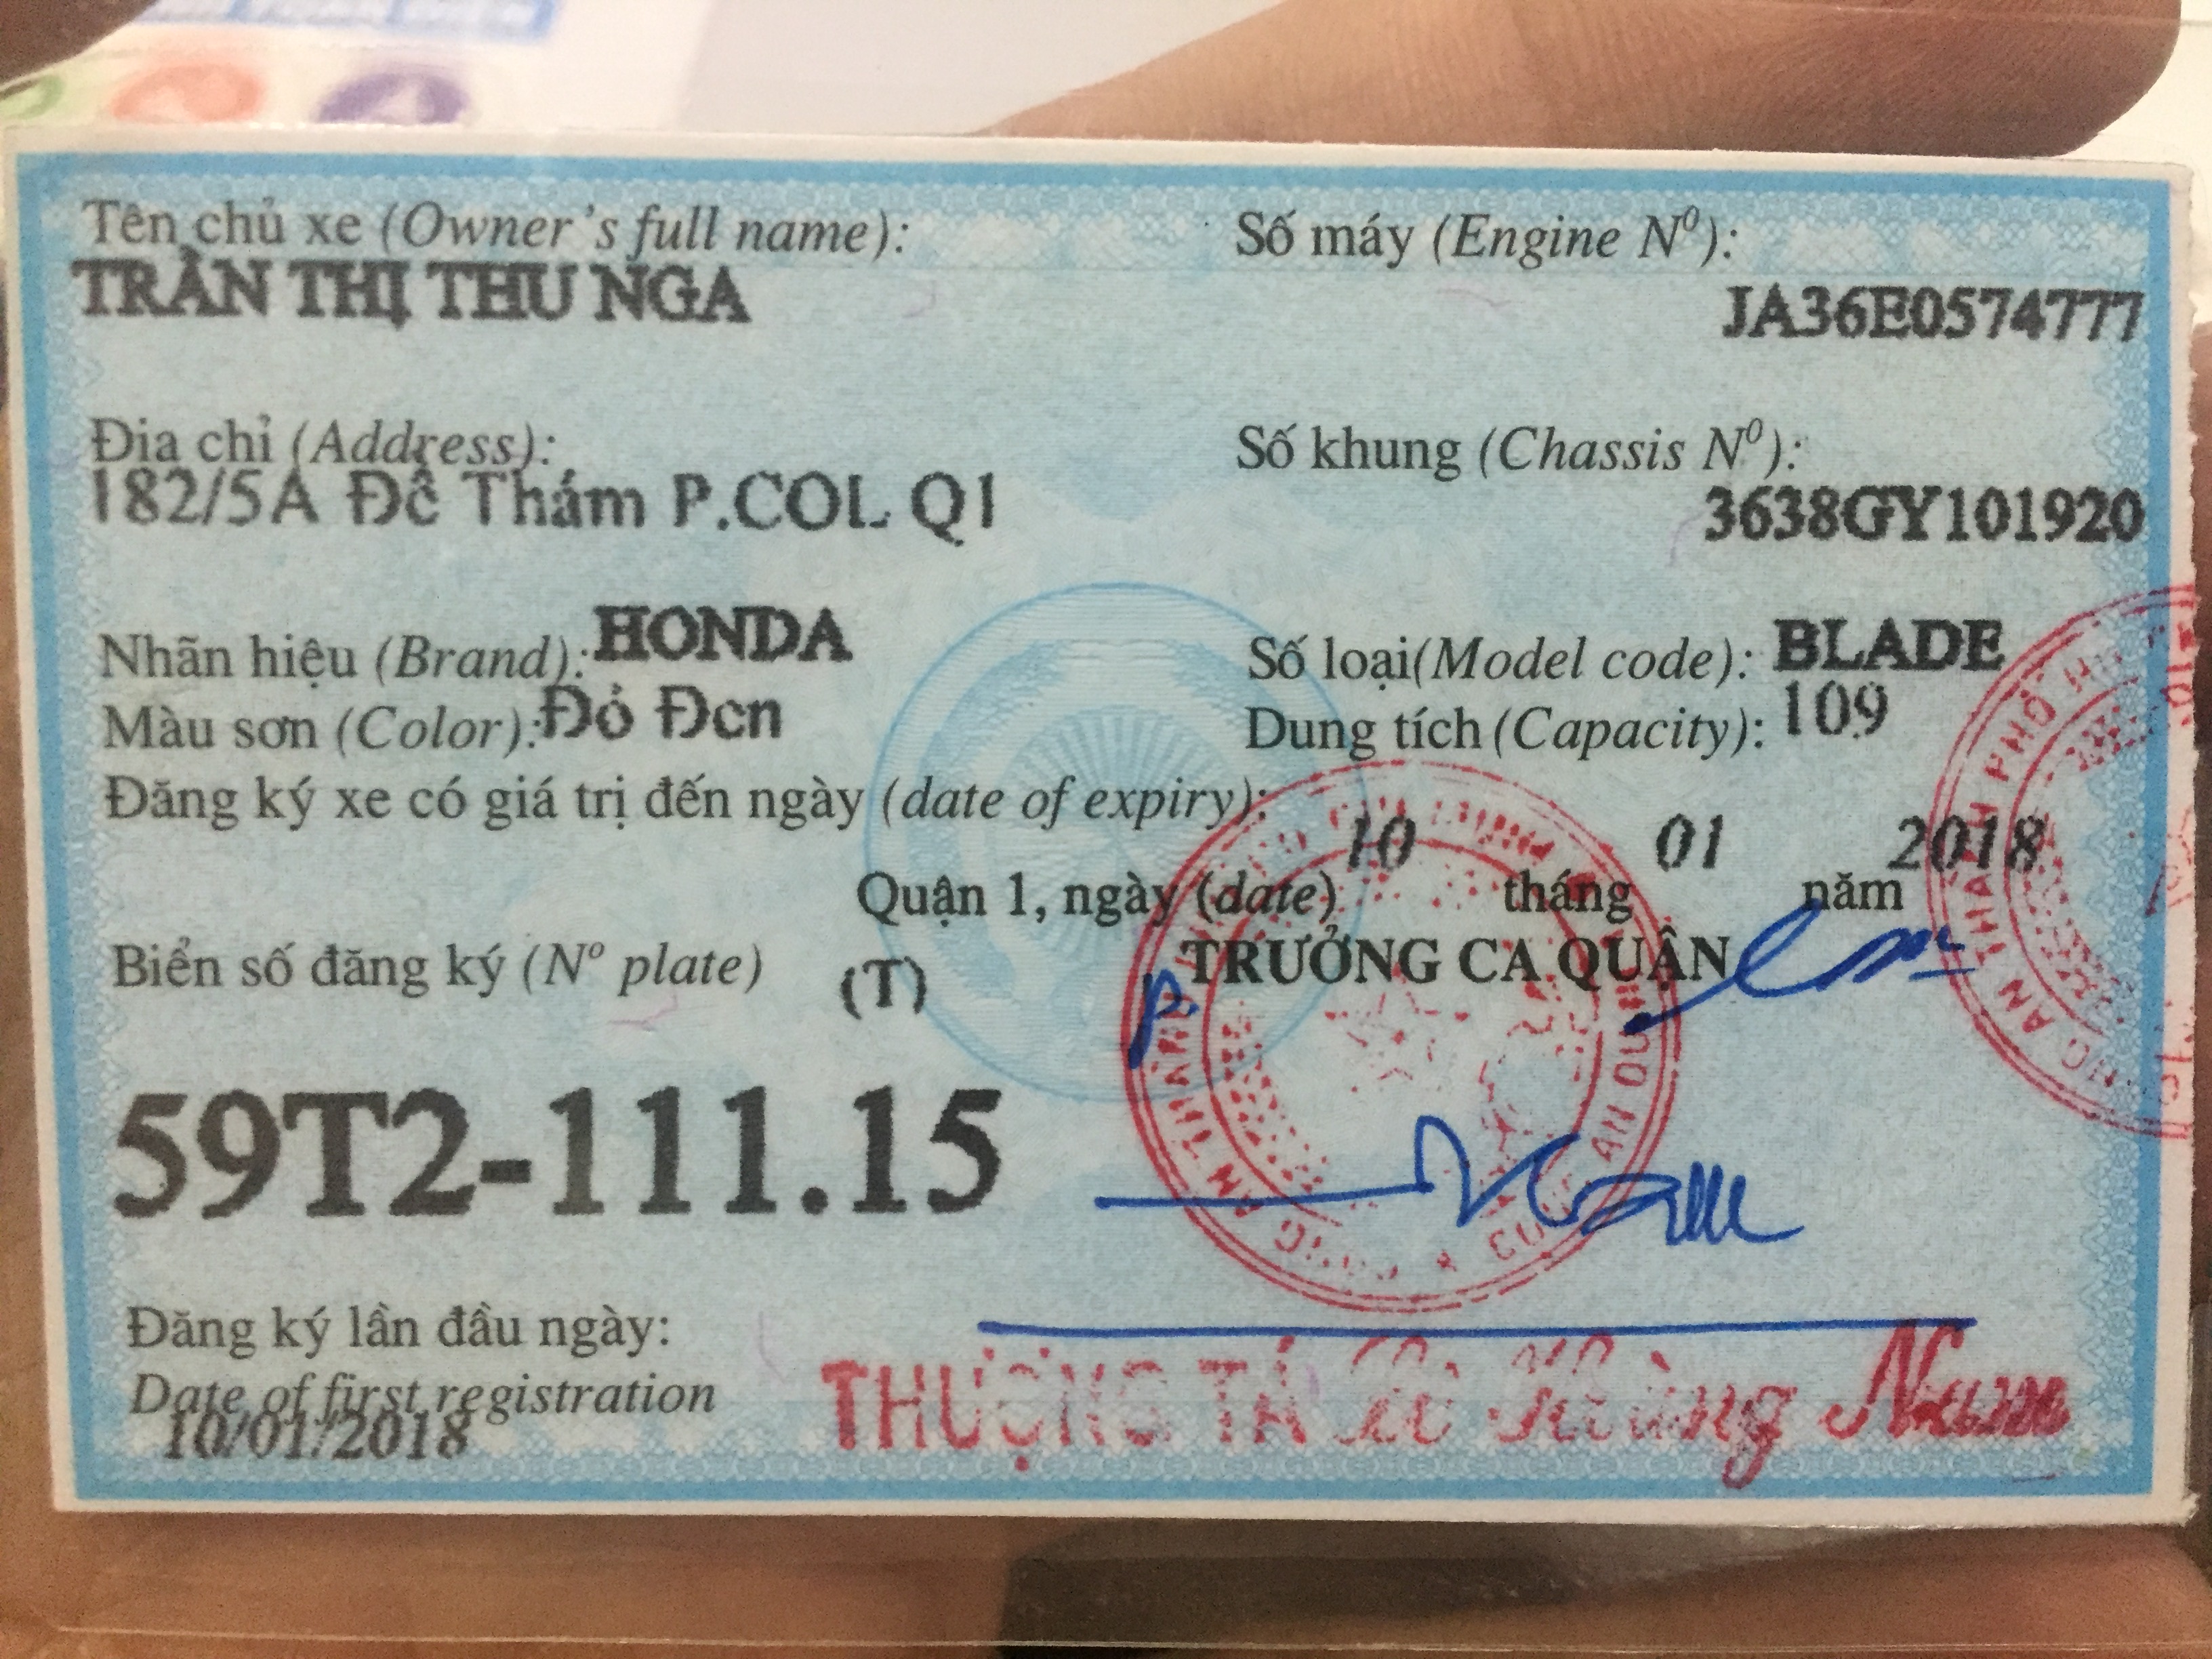 Tên chủ xe (Owner's full name):
TRẦN THỊ THU NGA
Số máy (Engine Nº):
JA36E0574777
Địa chỉ (Address):
182/5A Đề Thám P.COL Q1
Số khung (Chassis Nº):
3638GY101920
Nhãn hiệu (Brand): HONDA
Số loại(Model code): BLADE
Màu sơn (Color): Đỏ Đen
Dung tích (Capacity): 109
Đăng ký xe có giá trị đến ngày (date of expiry):
10 01 2018
Quận 1, ngày (date) tháng năm
Biển số đăng ký (Nº plate) (T)
P. TRƯỞNG CA QUẬN
59T2-111.15
Đăng ký lần đầu ngày:
Date of first registration
10/01/2018
THƯỢNG TÁ Nam